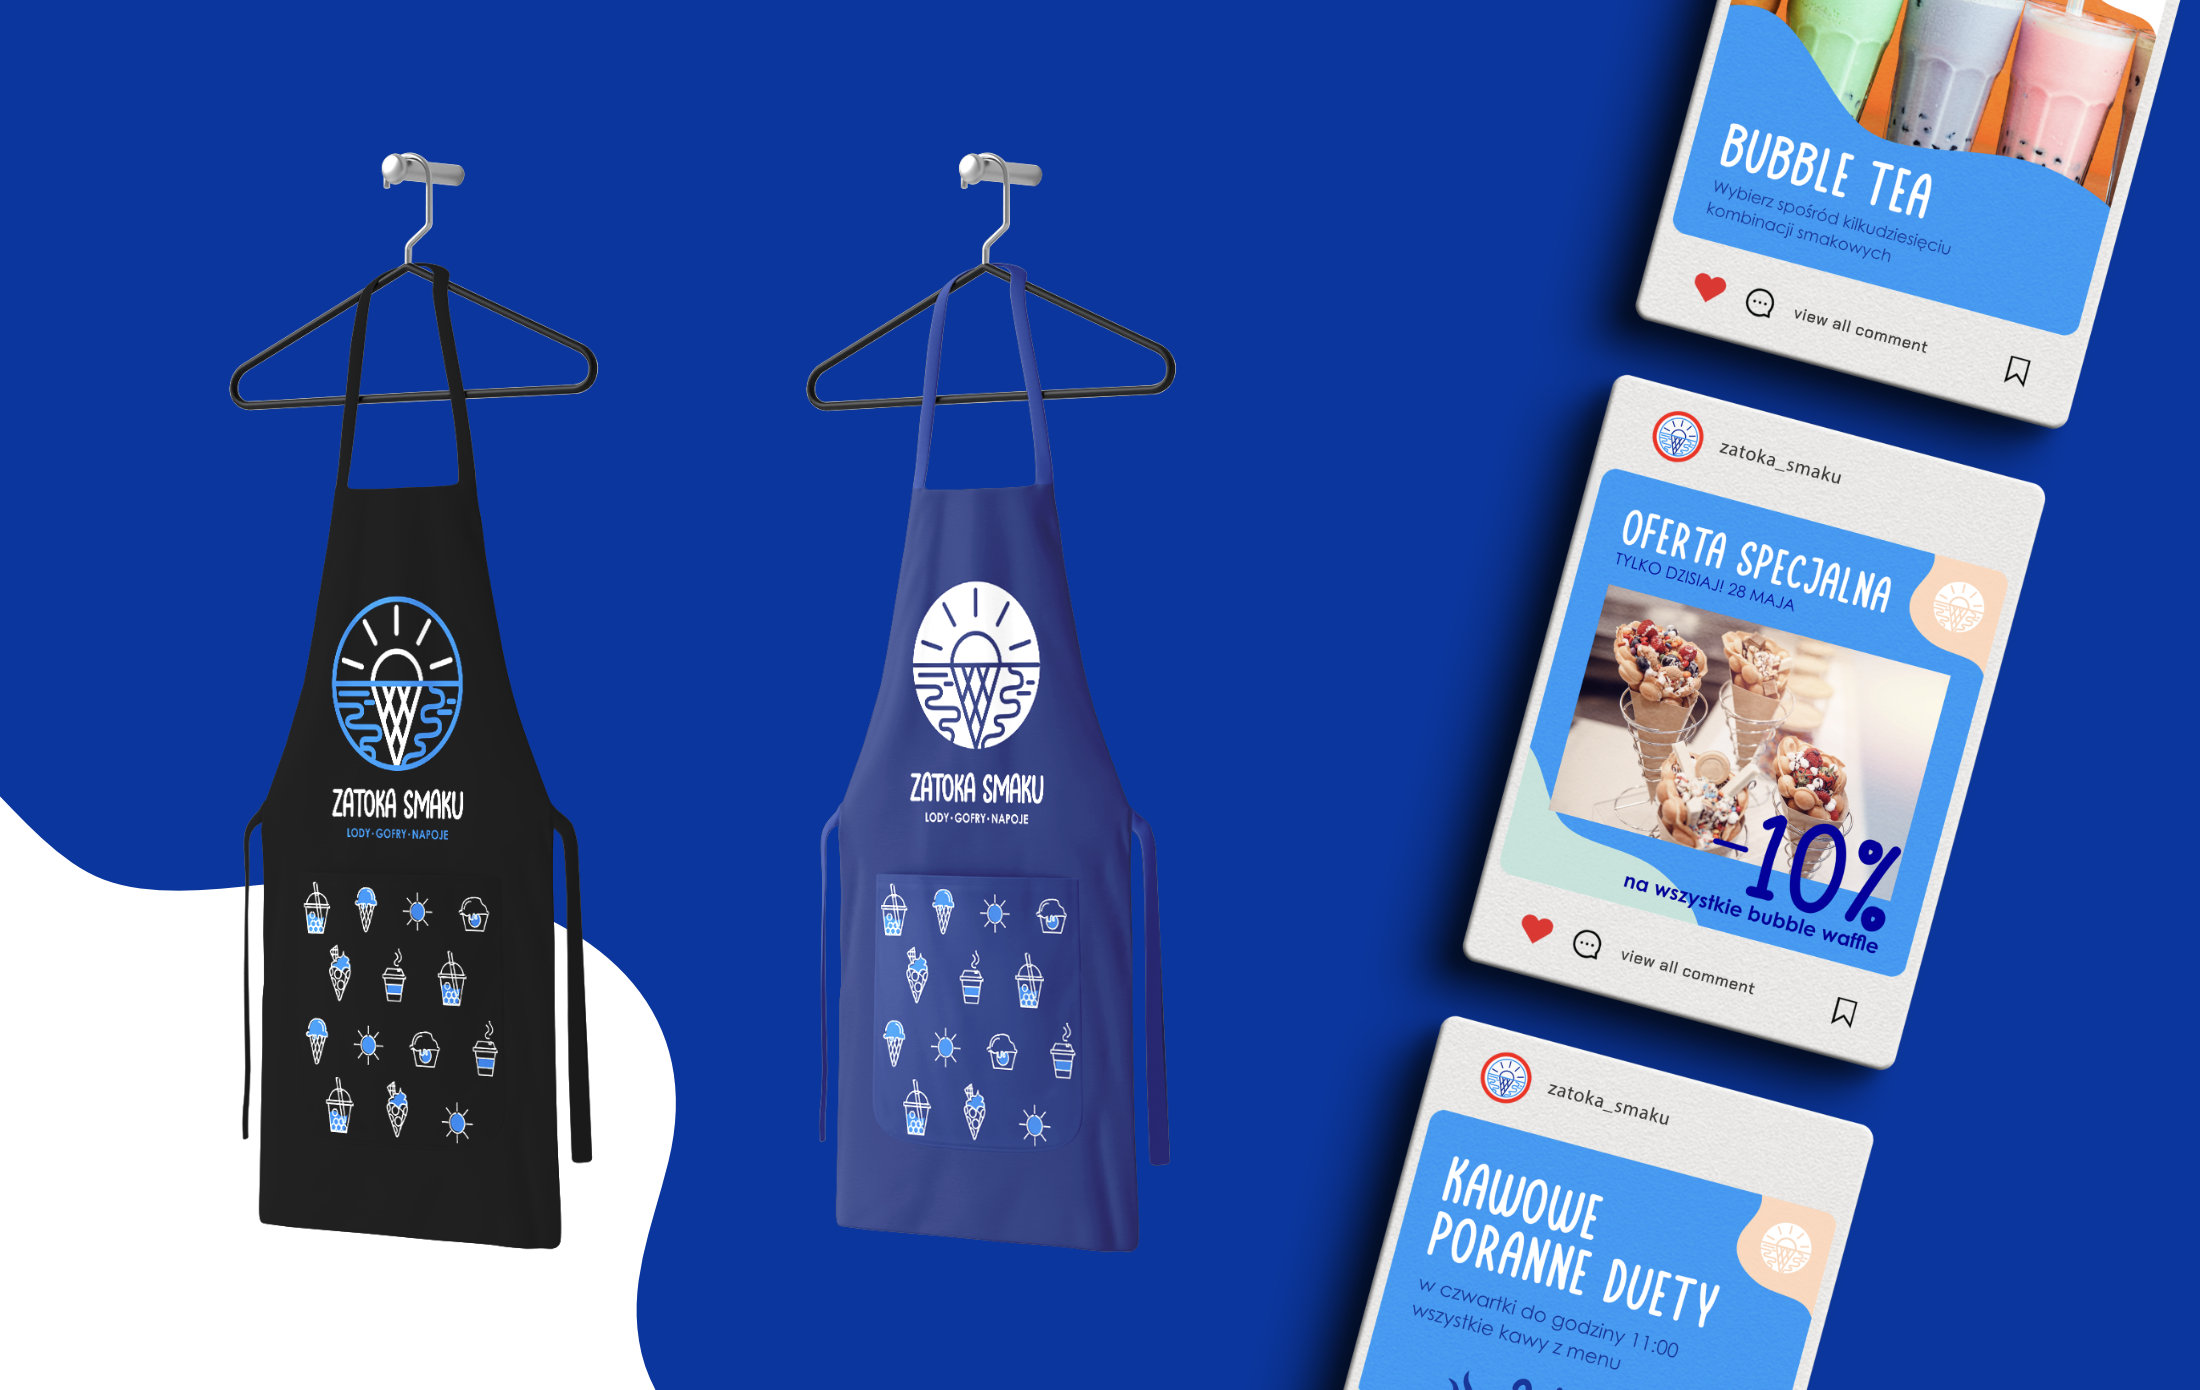 ZATOKA SMAKU
LODY·GOFRY·NAPOJE
ZATOKA SMAKU
LODY·GOFRY·NAPOJE
BUBBLE TEA
Wybierz spośród kilkudziesięciu
kombinacji smakowych
view all comment
zatoka_smaku
OFERTA SPECJALNA
TYLKO DZISIAJ! 28 MAJA
-10%
na wszystkie bubble waffle
view all comment
zatoka_smaku
KAWOWE
PORANNE DUETY
w czwartki do godziny 11:00
wszystkie kawy z menu